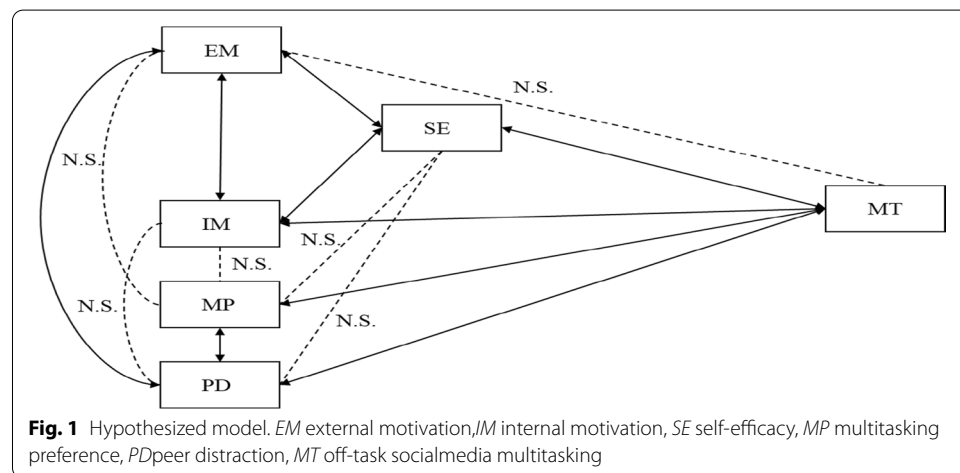 EM
N.S.
SE
N.S.
MT
IM
N.S.
N.S.
MP
N.S.
N.S.
PD
Fig. 1 Hypothesized model. EM external motivation,IM internal motivation, SE self-efficacy, MP multitasking
preference, PDpeer distraction, MT off-task socialmedia multitasking